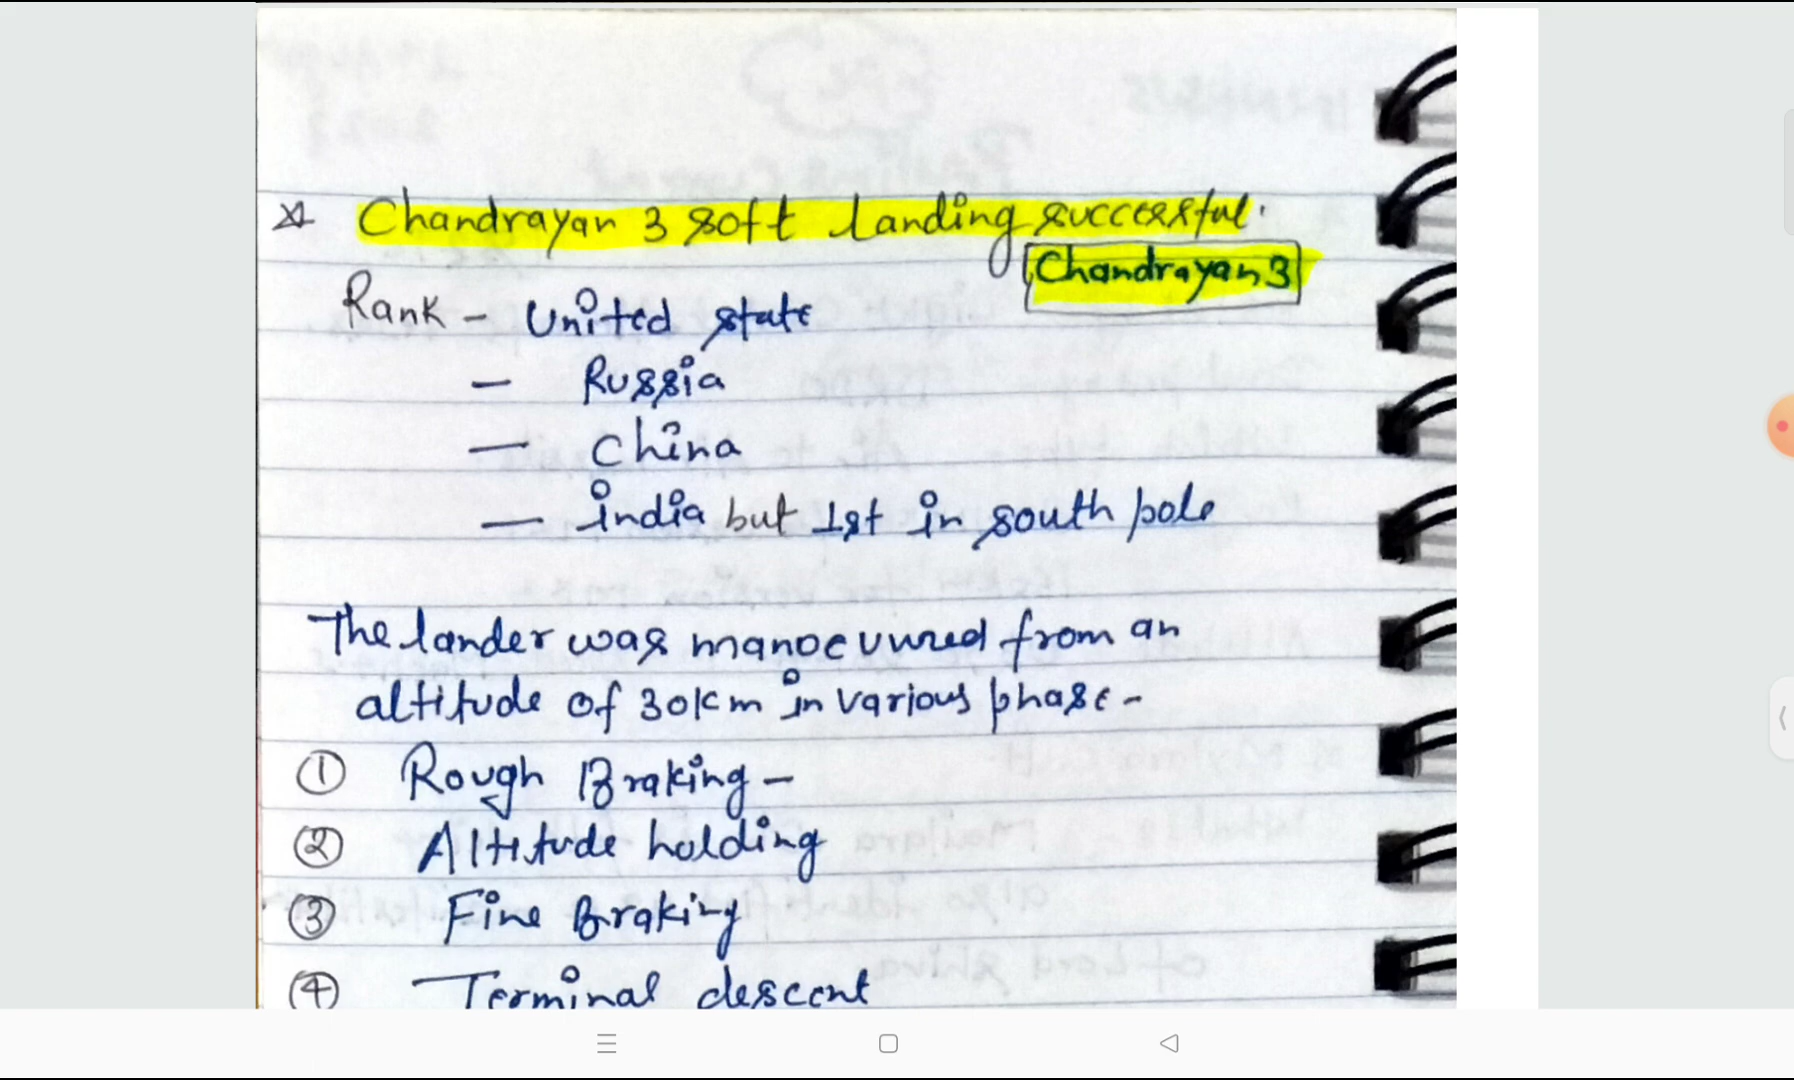 Chandrayan 3 soft landing successful.
Chandrayan 3
Rank - United state
- Russia
- China
- india but 1st in south pole
The lander was manoeuvred from an
altitude of 30km in various phase -
① Rough Braking -
② Altitude holding
③ Fine Braking
④ Terminal descent